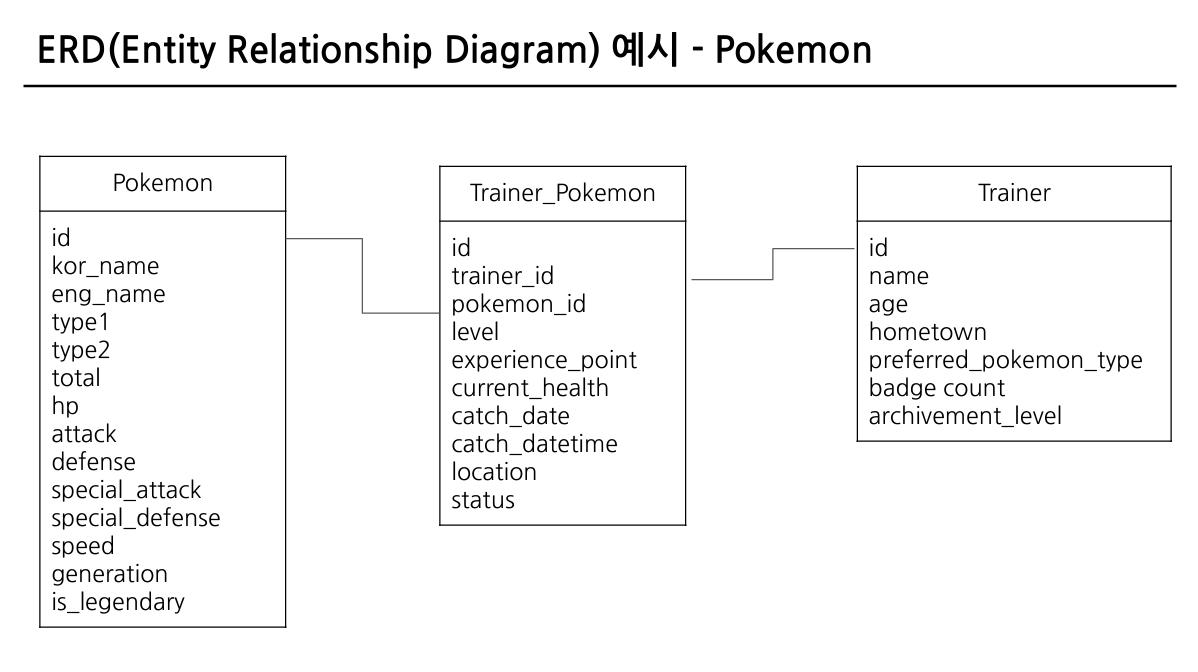 ERD(Entity Relationship Diagram) 예시 - Pokemon
Pokemon
id
kor_name
eng_name
type1
type2
total
hp
attack
defense
special_attack
special_defense
speed
generation
is_legendary
Trainer_Pokemon
id
trainer_id
pokemon_id
level
experience_point
current_health
catch_date
catch_datetime
location
status
Trainer
id
name
age
hometown
preferred_pokemon_type
badge count
archivement_level